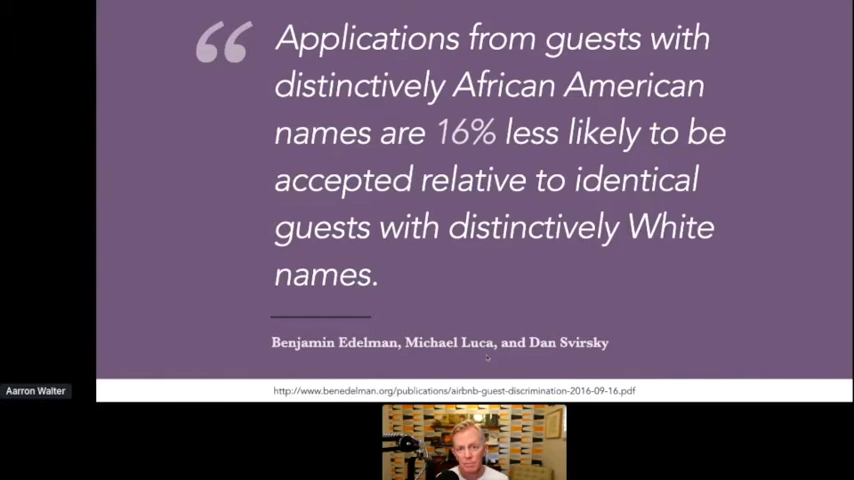 “
Applications from guests with
distinctively African American
names are 16% less likely to be
accepted relative to identical
guests with distinctively White
names.
Benjamin Edelman, Michael Luca, and Dan Svirsky
Aarron Walter
http://www.benedelman.org/publications/airbnb-guest-discrimination-2016-09-16.pdf